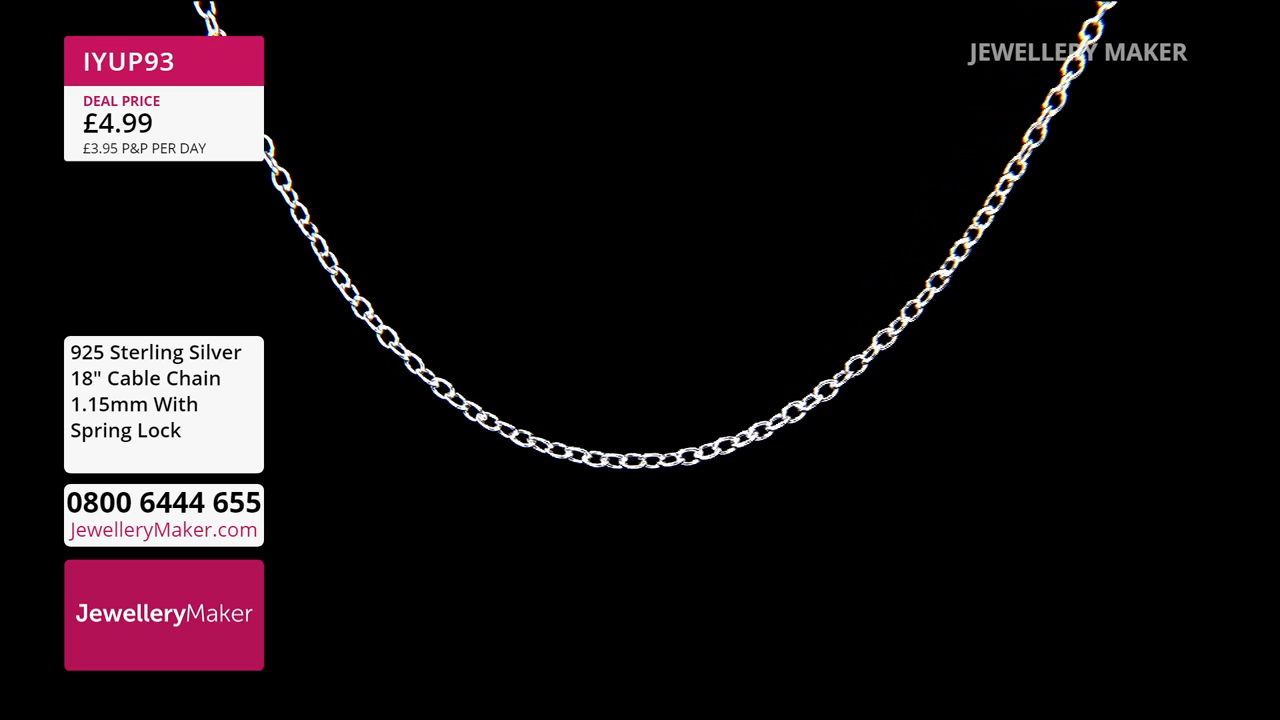 IYUP93
DEAL PRICE
£4.99
£3.95 P&P PER DAY
JEWELLERY MAKER
925 Sterling Silver
18" Cable Chain
1.15mm With
Spring Lock
0800 6444 655
JewelleryMaker.com
JewelleryMaker